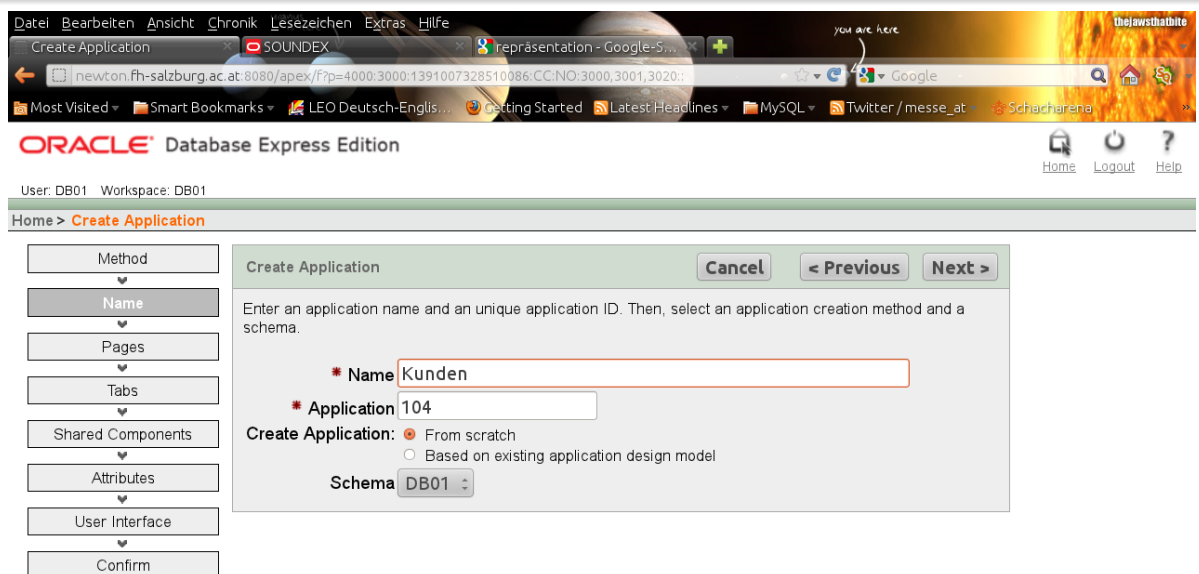 Datei Bearbeiten Ansicht Chronik Lesezeichen Extras Hilfe
you are here
thejawsthatbite
Create Application
SOUNDEX
repräsentation - Google-S...
newton.fh-salzburg.ac.at:8080/apex/f?p=4000:3000:1391007328510086:CC:NO:3000,3001,3020::
Google
Most Visited Smart Bookmarks LEO Deutsch-Englis... Getting Started Latest Headlines MySQL Twitter / messe_at Schacharena »
ORACLE Database Express Edition
Home Logout Help
User: DB01 Workspace: DB01
Home > Create Application
Method
Name
Pages
Tabs
Shared Components
Attributes
User Interface
Confirm
Create Application
Cancel < Previous Next >
Enter an application name and an unique application ID. Then, select an application creation method and a
schema.
* Name Kunden
* Application 104
Create Application: From scratch
Based on existing application design model
Schema DB01